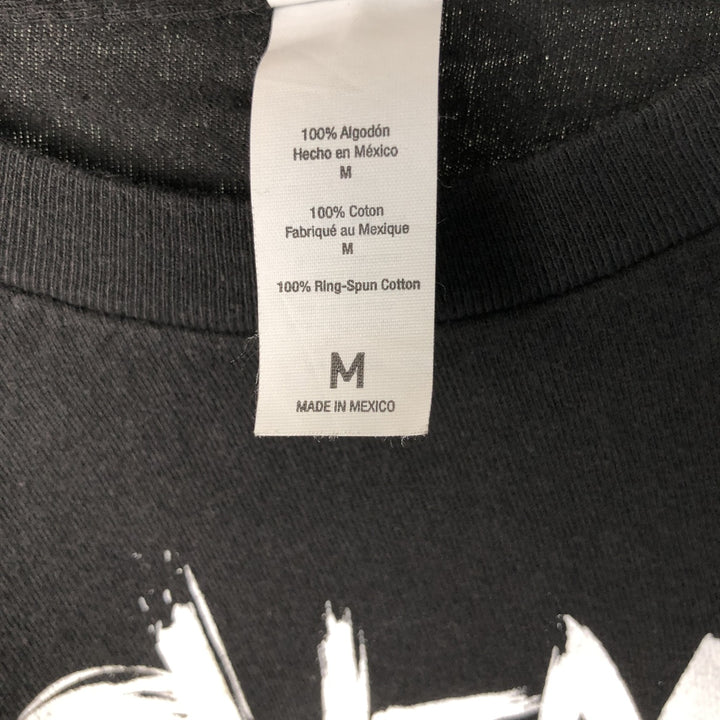 100% Algodón
Hecho en México
M
100% Coton
Fabriqué au Mexique
M
100% Ring-Spun Cotton
M
MADE IN MEXICO